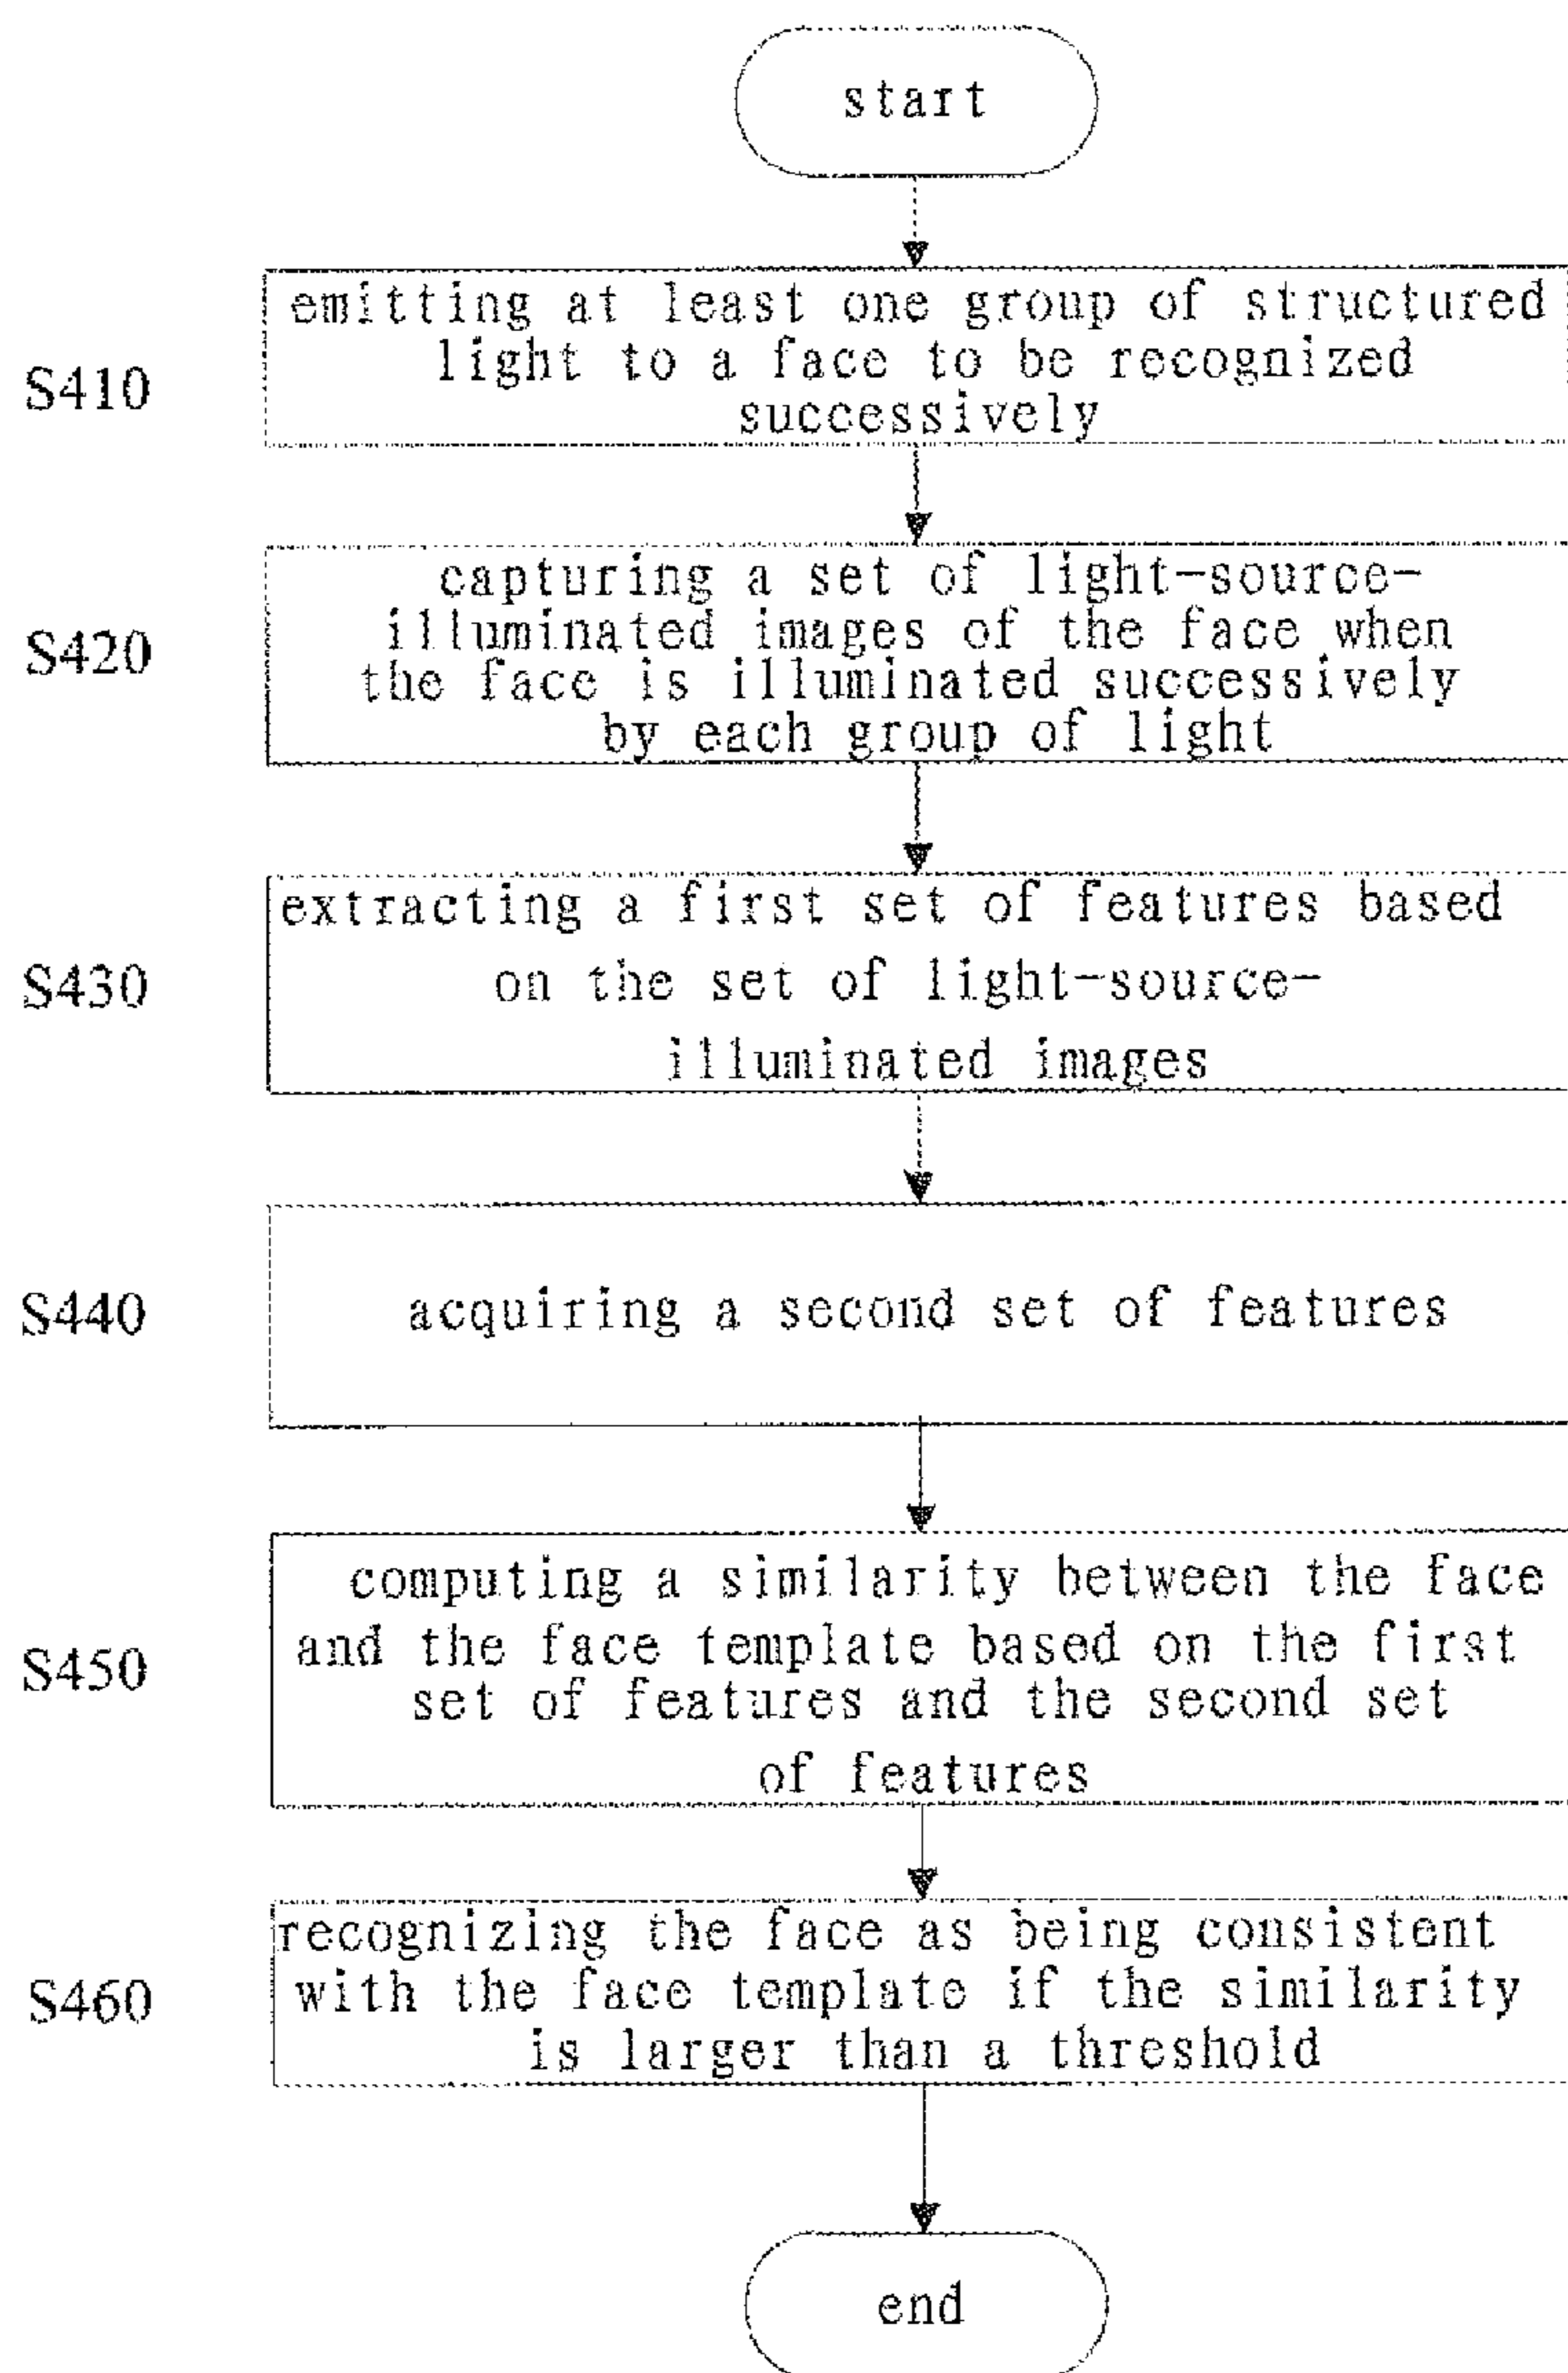 start
emitting at least one group of structured
light to a face to be recognized
successively
S410
capturing a set of light-source-
illuminated images of the face when
the face is illuminated successively
by each group of light
S420
extracting a first set of features based
on the set of light-source-
illuminated images
S430
acquiring a second set of features
S440
computing a similarity between the face
and the face template based on the first
set of features and the second set
of features
S450
recognizing the face as being consistent
with the face template if the similarity
is larger than a threshold
S460
end